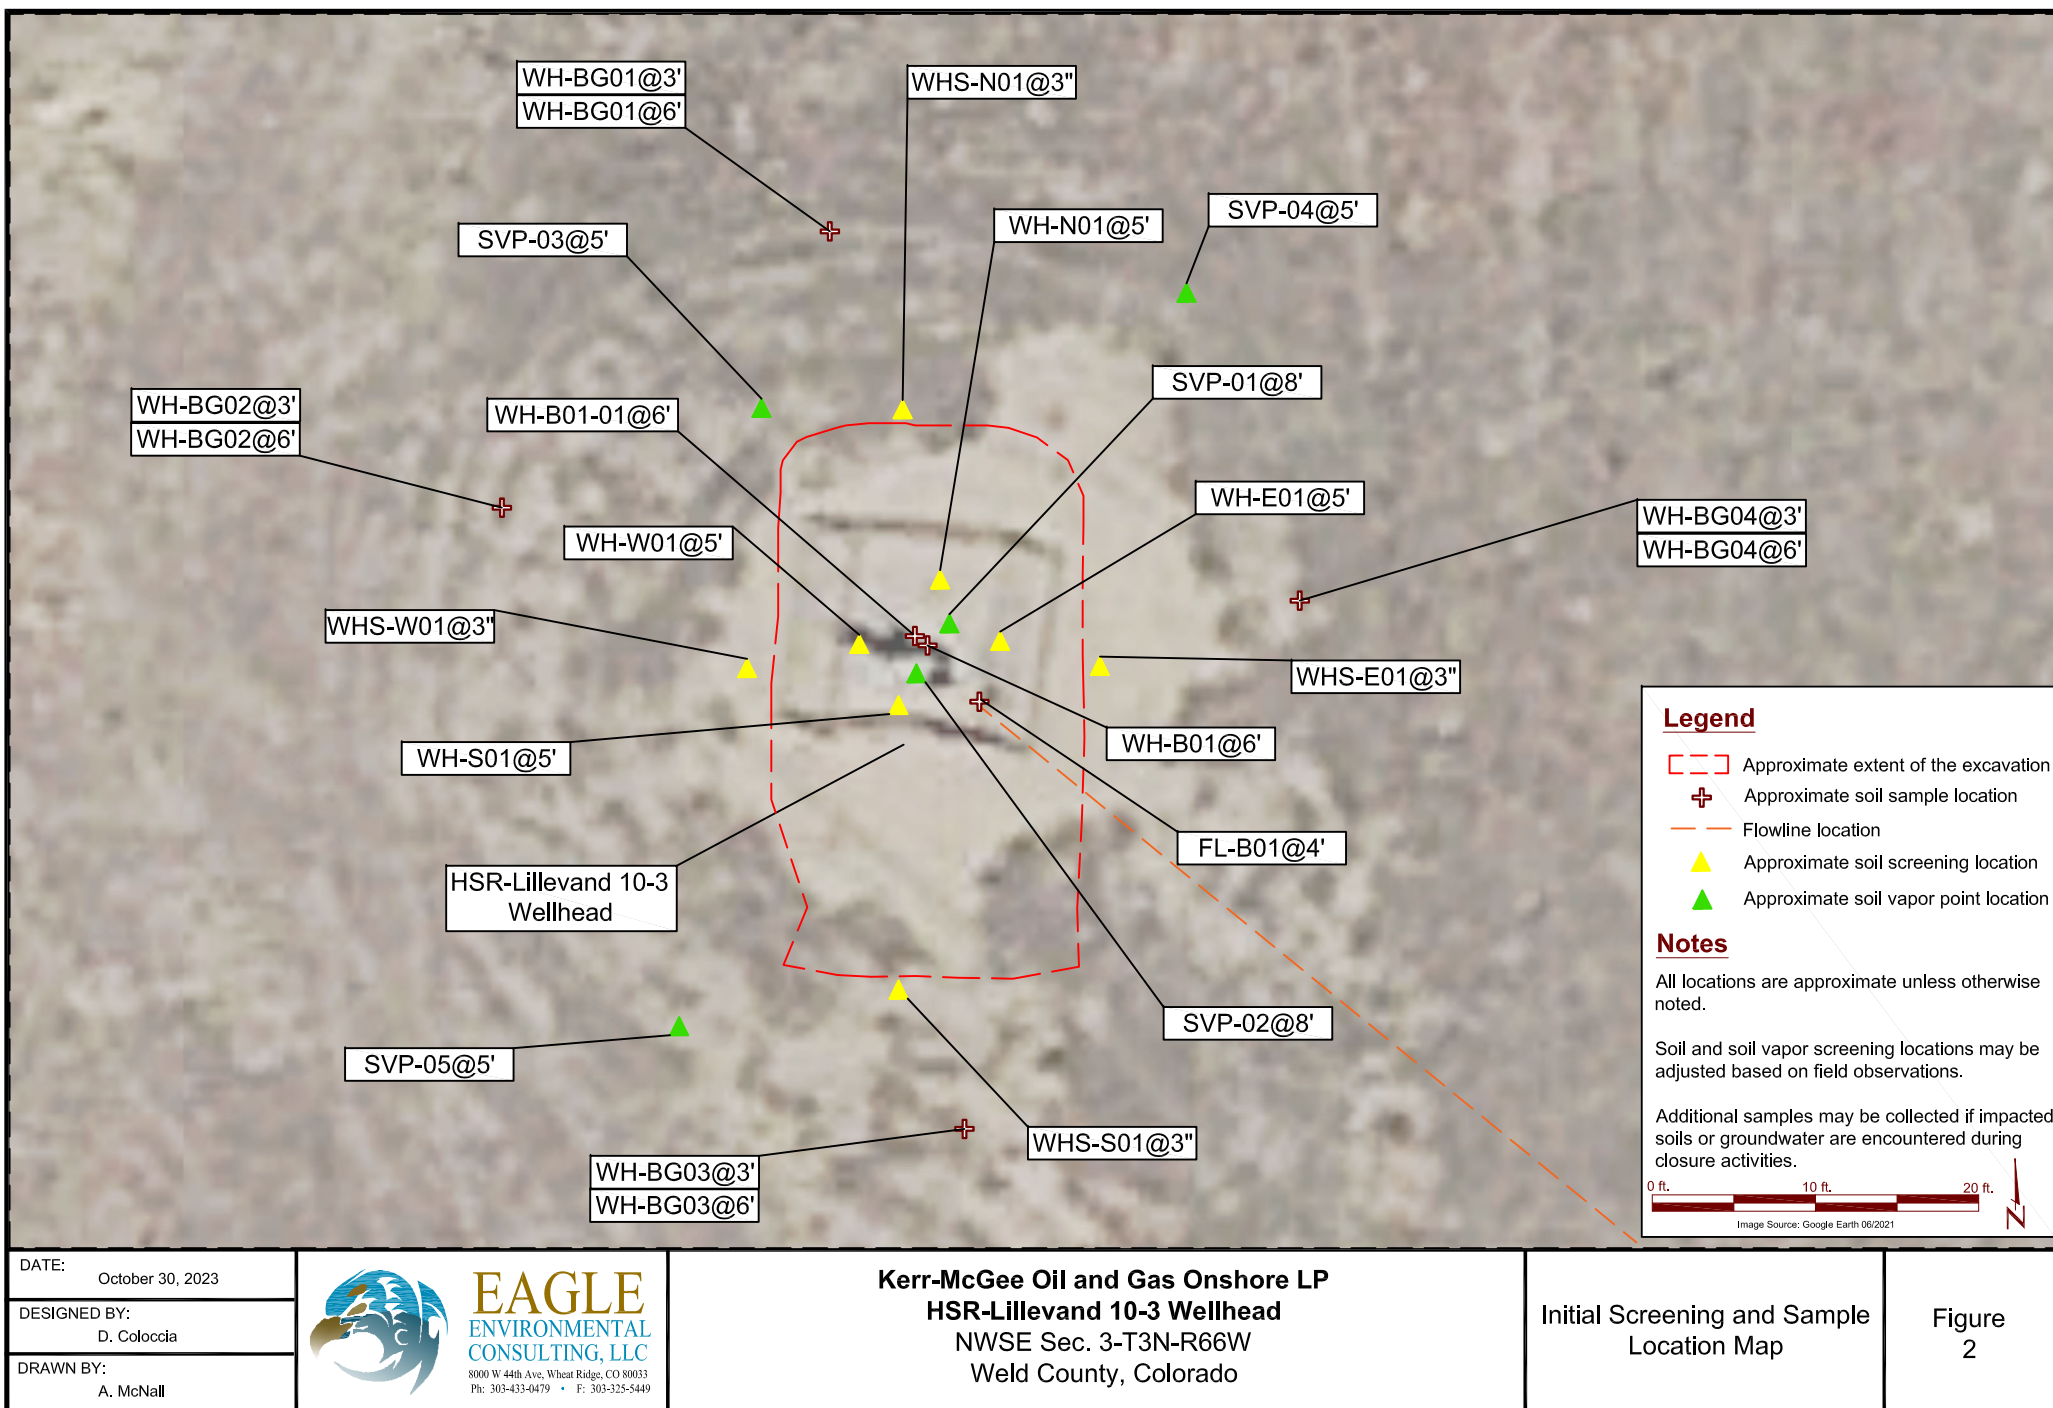 WH-BG01@3'
WH-BG01@6'
WHS-N01@3"
SVP-03@5'
WH-N01@5'
SVP-04@5'
WH-BG02@3'
WH-BG02@6'
WH-B01-01@6'
SVP-01@8'
WH-W01@5'
WH-E01@5'
WH-BG04@3'
WH-BG04@6'
WHS-W01@3"
WHS-E01@3"
WH-S01@5'
WH-B01@6'
FL-B01@4'
HSR-Lillevand 10-3
Wellhead
SVP-02@8'
SVP-05@5'
WHS-S01@3"
WH-BG03@3'
WH-BG03@6'
Legend
Approximate extent of the excavation
Approximate soil sample location
Flowline location
Approximate soil screening location
Approximate soil vapor point location
Notes
All locations are approximate unless otherwise
noted.
Soil and soil vapor screening locations may be
adjusted based on field observations.
Additional samples may be collected if impacted
soils or groundwater are encountered during
closure activities.
0 ft. 10 ft. 20 ft.
Image Source: Google Earth 06/2021
N
DATE:
October 30, 2023
DESIGNED BY:
D. Coloccia
DRAWN BY:
A. McNall
EAGLE
ENVIRONMENTAL
CONSULTING, LLC
8000 W 44th Ave, Wheat Ridge, CO 80033
Ph: 303-433-0479 • F: 303-325-5449
Kerr-McGee Oil and Gas Onshore LP
HSR-Lillevand 10-3 Wellhead
NWSE Sec. 3-T3N-R66W
Weld County, Colorado
Initial Screening and Sample
Location Map
Figure
2